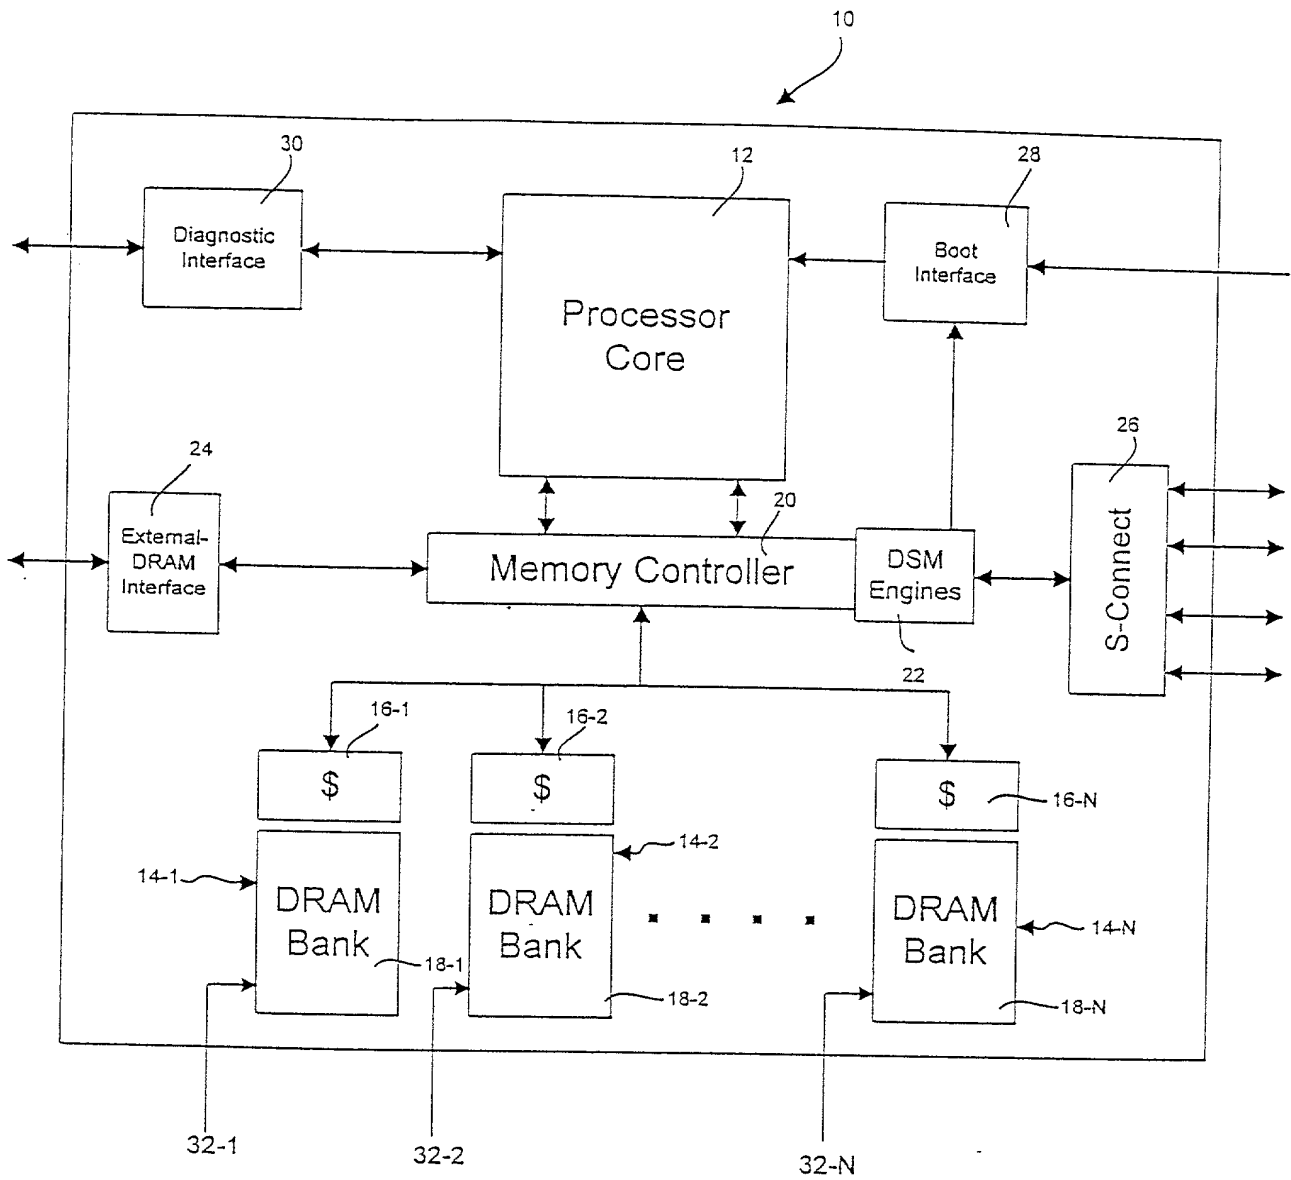 10
30
12
28
Diagnostic
Interface
Boot
Interface
Processor
Core
24
26
20
External-
DRAM
Interface
Memory Controller
DSM
Engines
S-Connect
22
16-1
16-2
$
$
$
16-N
14-1
14-2
14-N
DRAM
Bank
DRAM
Bank
DRAM
Bank
18-1
18-2
18-N
32-1
32-2
32-N